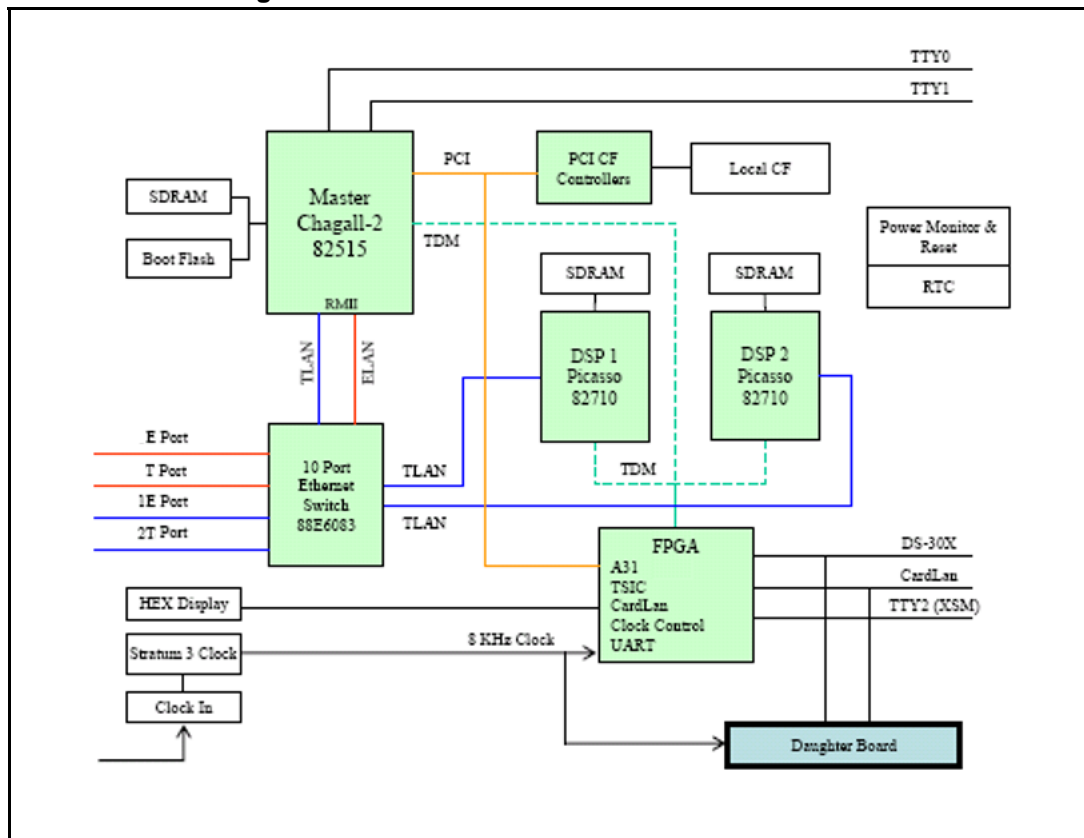 TTY0
TTY1
Master
Chagall-2
82515
RMII
PCI
TDM
PCI CF
Controllers
Local CF
SDRAM
Boot Flash
Power Monitor &
Reset
RTC
SDRAM
DSP 1
Picasso
82710
SDRAM
DSP 2
Picasso
82710
TLAN
ELAN
E Port
T Port
1E Port
2T Port
10 Port
Ethernet
Switch
88E6083
TLAN
TLAN
TDM
FPGA
A31
TSIC
CardLan
Clock Control
UART
DS-30X
CardLan
TTY2 (XSM)
HEX Display
Stratum 3 Clock
Clock In
8 KHz Clock
Daughter Board